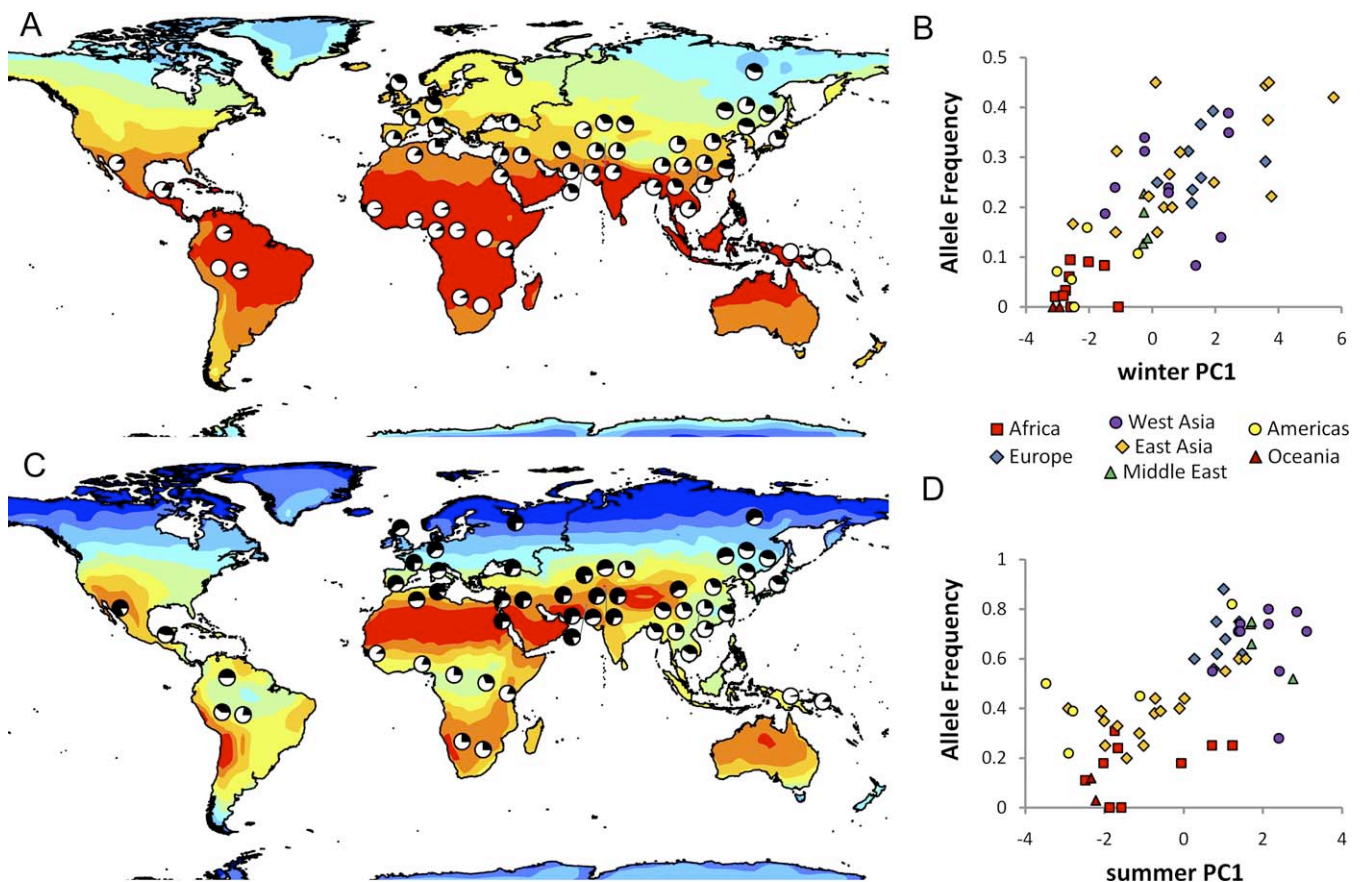 A
B
Allele Frequency
0.5
0.4
0.3
0.2
0.1
0
-4 -2 0 2 4 6
winter PC1
Africa West Asia Americas
Europe East Asia Oceania
Middle East
C
D
Allele Frequency
1
0.8
0.6
0.4
0.2
0
-4 -2 0 2 4
summer PC1